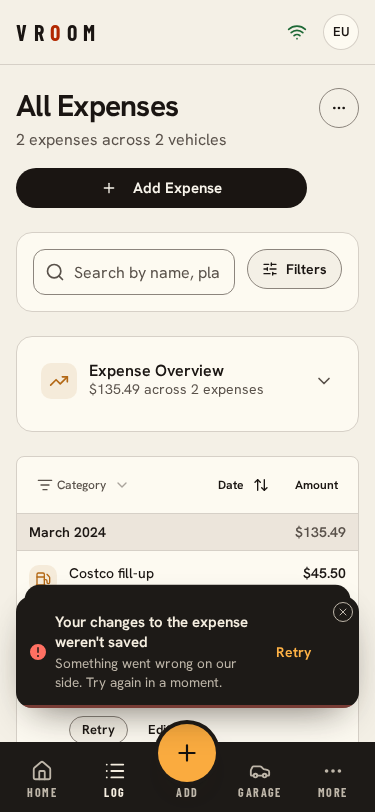 VROOM
EU
All Expenses
2 expenses across 2 vehicles
Add Expense
Search by name, pla
Filters
Expense Overview
$135.49 across 2 expenses
Category
Date
Amount
March 2024
$135.49
Costco fill-up
$45.50
Your changes to the expense
weren't saved
Something went wrong on our
side. Try again in a moment.
Retry
Retry
HOME
LOG
ADD
GARAGE
MORE